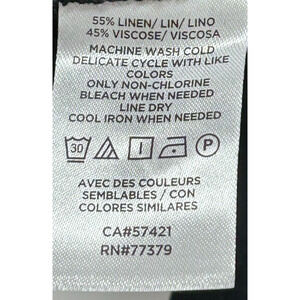 55% LINEN/ LIN/ LINO
45% VISCOSE/ VISCOSA
MACHINE WASH COLD
DELICATE CYCLE WITH LIKE
COLORS
ONLY NON-CHLORINE
BLEACH WHEN NEEDED
LINE DRY
COOL IRON WHEN NEEDED
30 P
AVEC DES COULEURS
SEMBLABLES / CON
COLORES SIMILARES
CA#57421
RN#77379